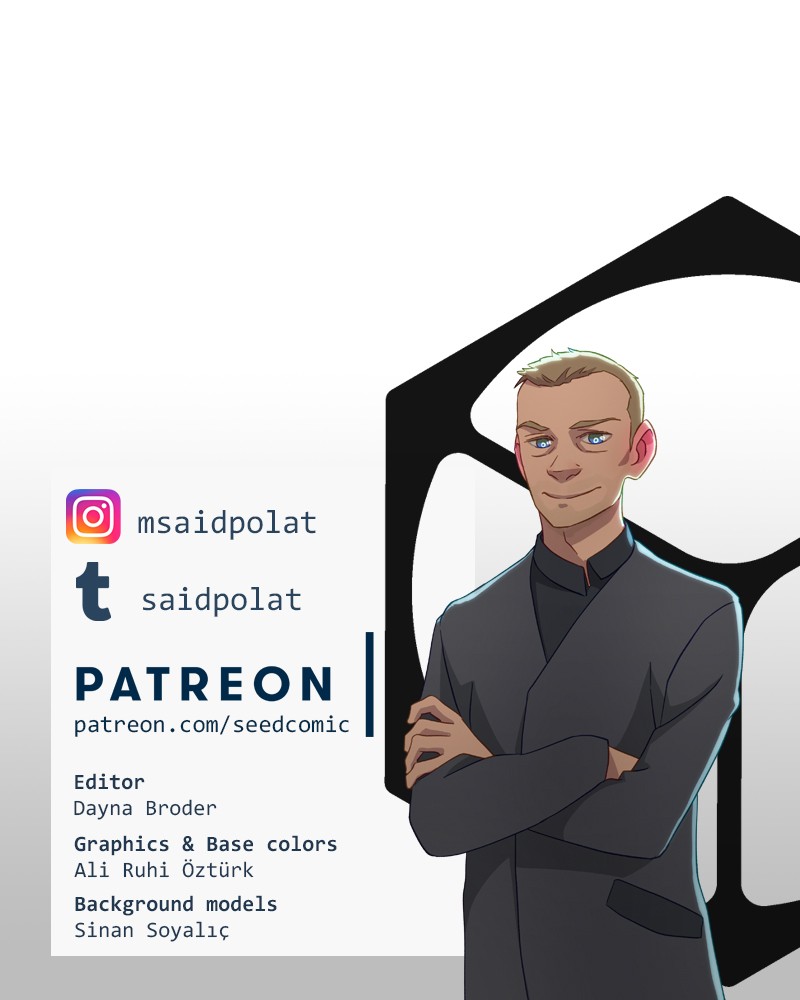 msaidpolat
t saidpolat
PATREON
patreon.com/seedcomic
Editor
Dayna Broder
Graphics & Base colors
Ali Ruhi Öztürk
Background models
Sinan Soyalıç